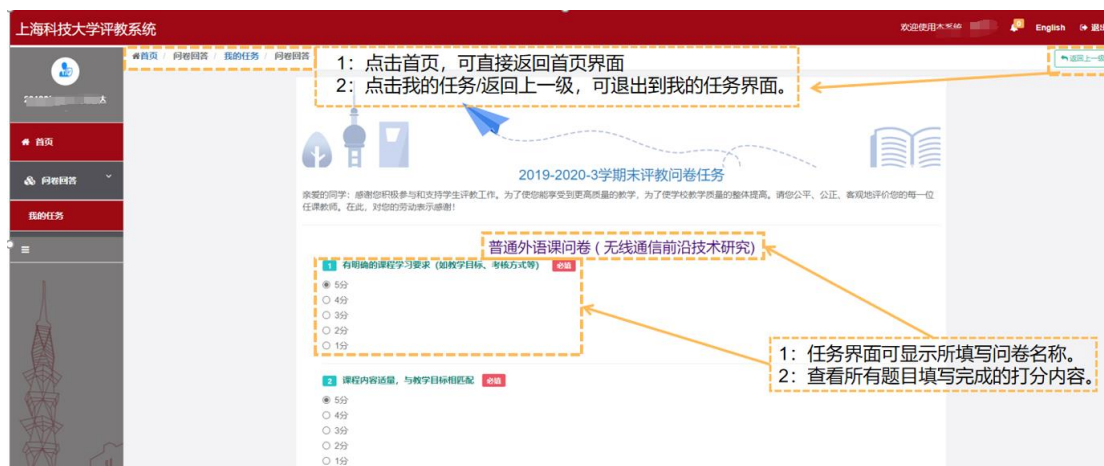 上海科技大学评教系统
欢迎使用本系统
English
退出
首页 / 问卷回答 / 我的任务 / 问卷回答
返回上一级
1：点击首页，可直接返回首页界面
2：点击我的任务/返回上一级，可退出到我的任务界面。
首页
问卷回答
我的任务
2019-2020-3学期末评教问卷任务
亲爱的同学：感谢您积极参与和支持学生评教工作。为了使您能享受到更高质量的教学，为了学校教学质量的整体提高。请您公平、公正、客观地评价您的每一位
任课教师。在此，对您的劳动表示感谢！
普通外语课问卷 ( 无线通信前沿技术研究)
1 有明确的课程学习要求（如教学目标、考核方式等） 必填
5分
4分
3分
2分
1分
1：任务界面可显示所填写问卷名称。
2：查看所有题目填写完成的打分内容。
2 课程内容适量，与教学目标相匹配 必填
5分
4分
3分
2分
1分